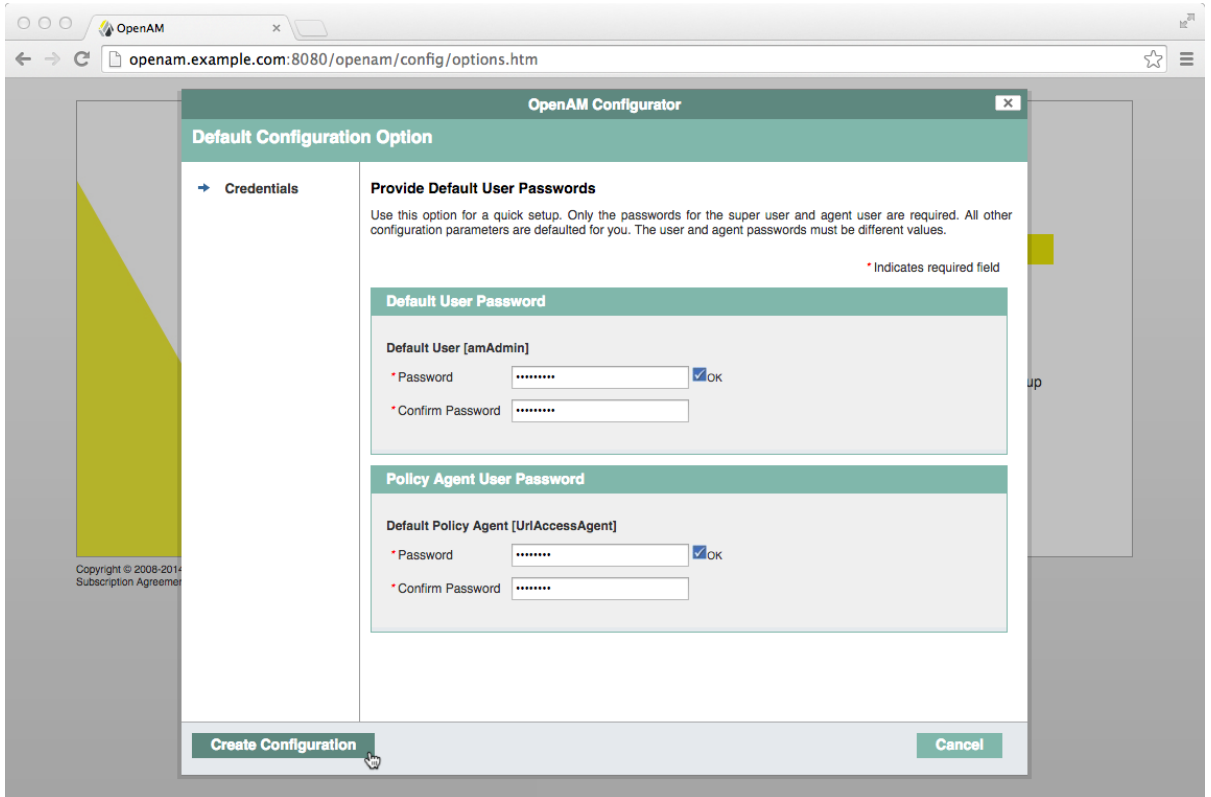 OpenAM
openam.example.com:8080/openam/config/options.htm
OpenAM Configurator
Default Configuration Option
Credentials
Provide Default User Passwords
Use this option for a quick setup. Only the passwords for the super user and agent user are required. All other
configuration parameters are defaulted for you. The user and agent passwords must be different values.
* Indicates required field
Default User Password
Default User [amAdmin]
* Password ••••••••• OK
* Confirm Password •••••••••
Policy Agent User Password
Default Policy Agent [UrlAccessAgent]
* Password •••••••• OK
* Confirm Password ••••••••
Create Configuration
Cancel
up
Copyright © 2008-2014
Subscription Agreemen